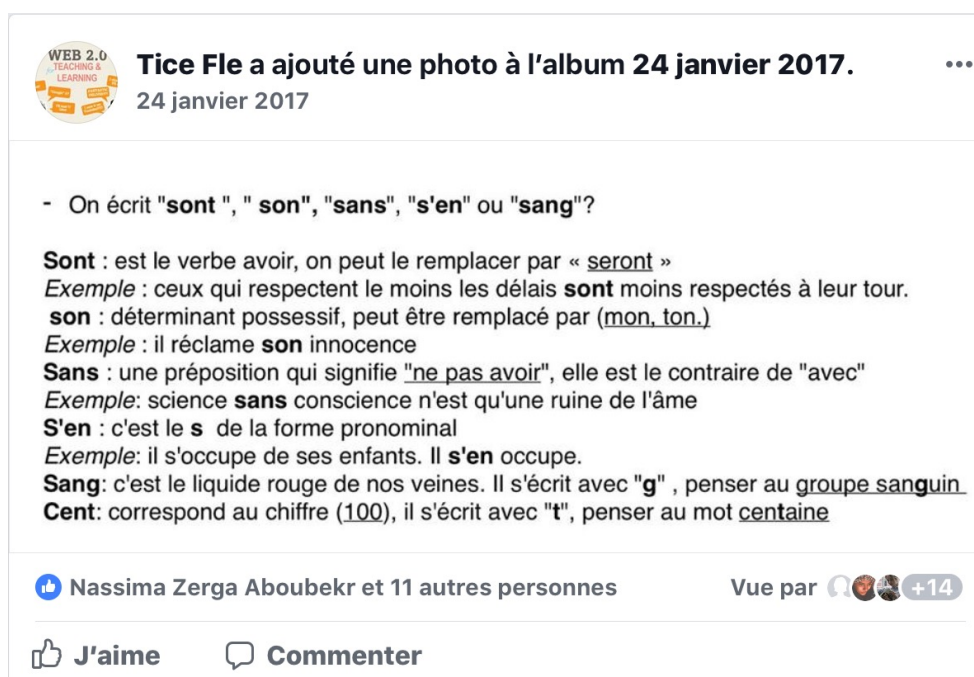 WEB 2.0
for TEACHING &
LEARNING
Tice Fle a ajouté une photo à l'album 24 janvier 2017.
24 janvier 2017
- On écrit "sont ", " son", "sans", "s'en" ou "sang"?
Sont : est le verbe avoir, on peut le remplacer par « seront »
Exemple : ceux qui respectent le moins les délais sont moins respectés à leur tour.
son : déterminant possessif, peut être remplacé par (mon, ton.)
Exemple : il réclame son innocence
Sans : une préposition qui signifie "ne pas avoir", elle est le contraire de "avec"
Exemple: science sans conscience n'est qu'une ruine de l'âme
S'en : c'est le s de la forme pronominal
Exemple: il s'occupe de ses enfants. Il s'en occupe.
Sang: c'est le liquide rouge de nos veines. Il s'écrit avec "g" , penser au groupe sanguin
Cent: correspond au chiffre (100), il s'écrit avec "t", penser au mot centaine
Nassima Zerga Aboubekr et 11 autres personnes
Vue par +14
J'aime
Commenter